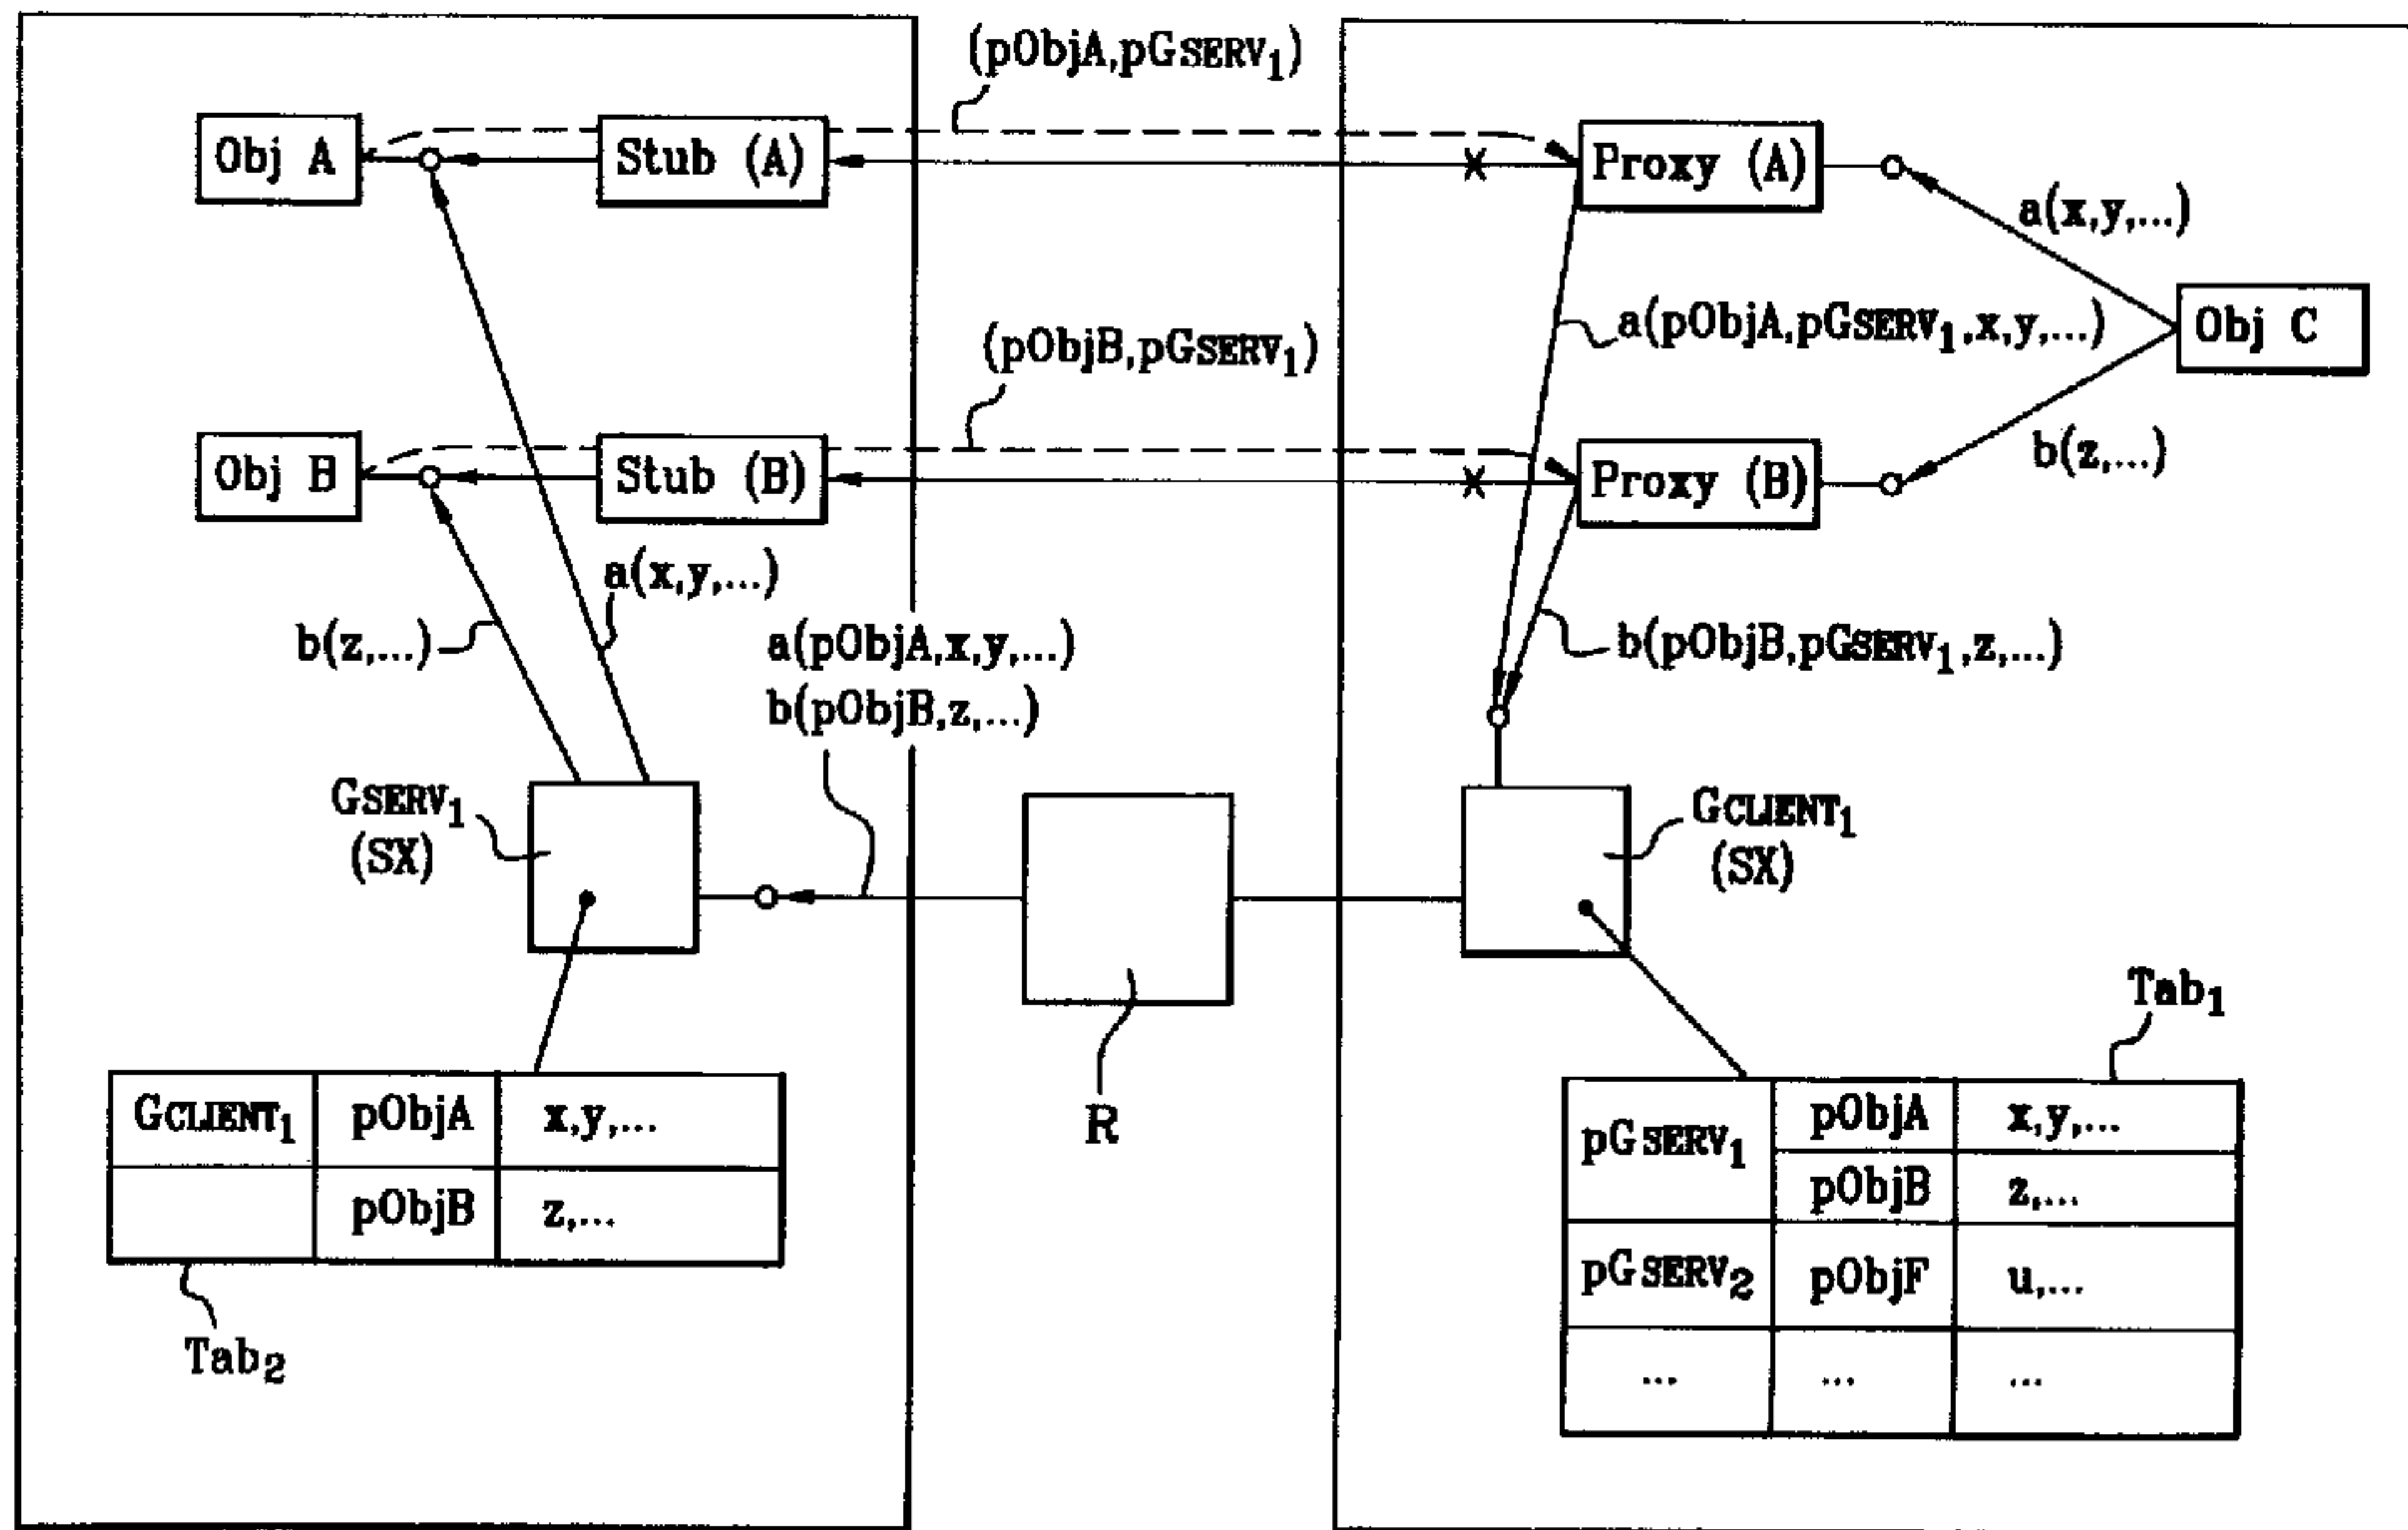 (pObjA,pGSERV₁)
Obj A
Stub (A)
Proxy (A)
a(x,y,...)
a(pObjA,pGSERV₁,x,y,...)
Obj C
(pObjB,pGSERV₁)
b(z,...)
Obj B
Stub (B)
Proxy (B)
a(x,y,...)
b(z,...)
a(pObjA,x,y,...)
b(pObjB,z,...)
b(pObjB,pGSERV₁,z,...)
GSERV₁
(SX)
GCLIENT₁
(SX)
R
Tab₁
GCLIENT₁ pObjA x,y,...
pObjB z,...
Tab₂
pGSERV₁ pObjA x,y,...
pObjB z,...
pGSERV₂ pObjF u,...
... ... ...